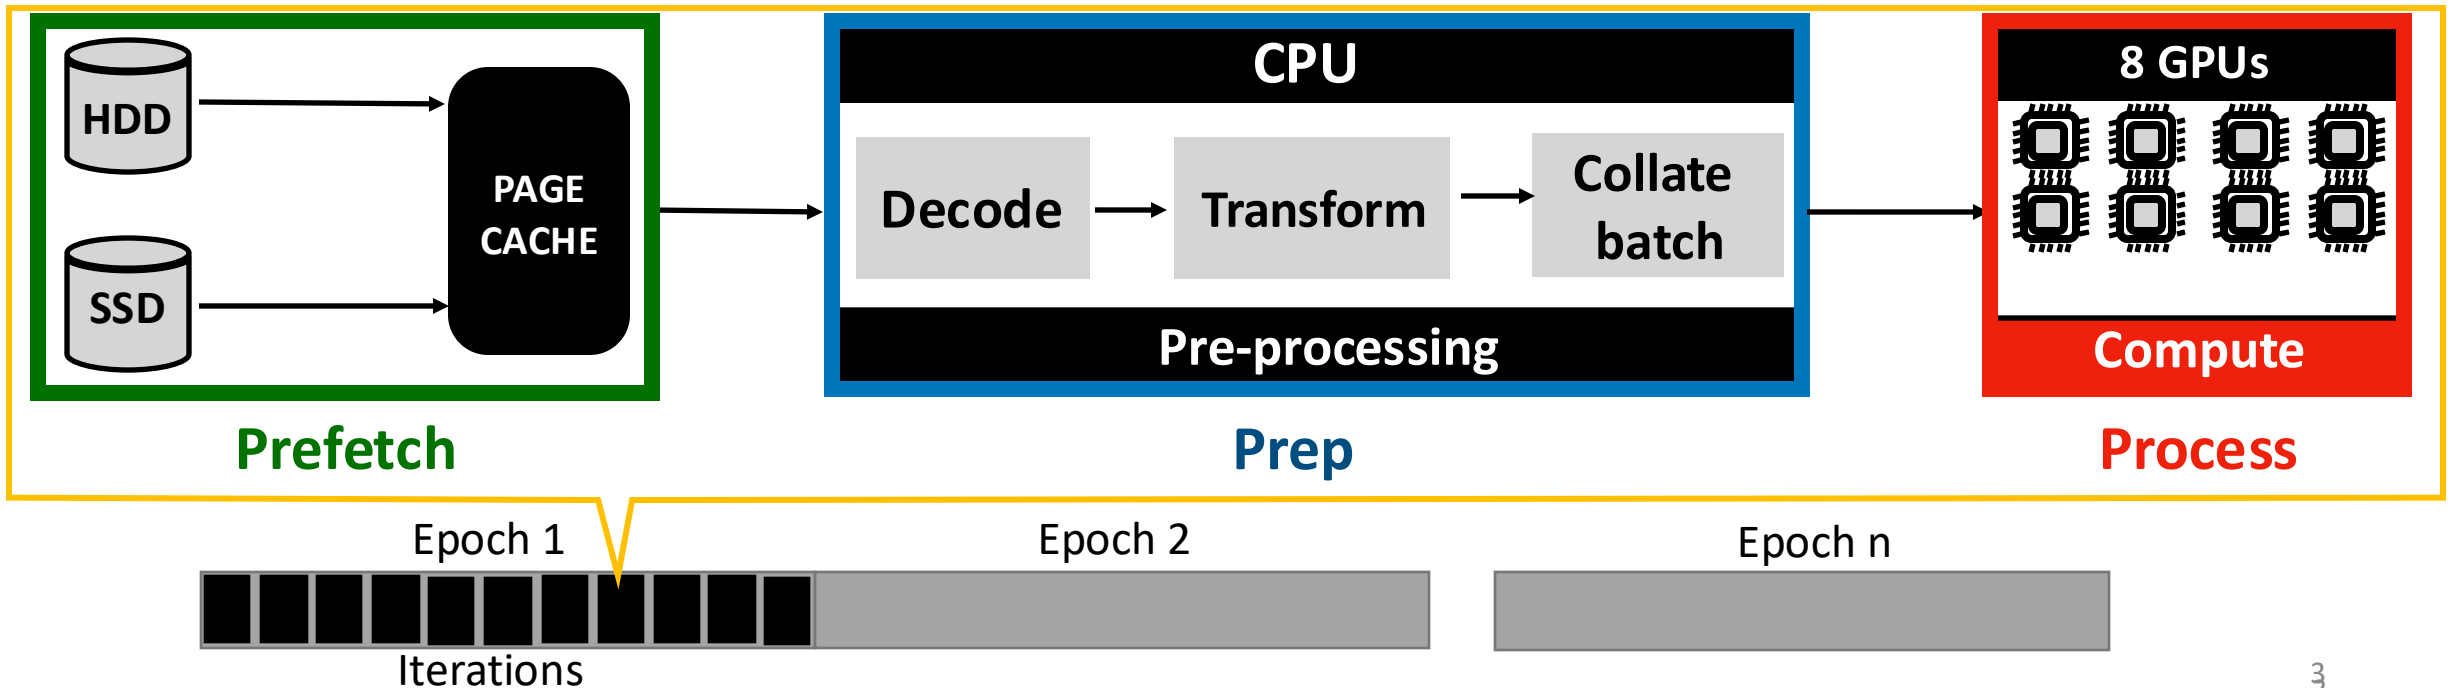 HDD
SSD
PAGE
CACHE
Prefetch
CPU
Decode
Transform
Collate
batch
Pre-processing
Prep
8 GPUs
Compute
Process
Epoch 1
Epoch 2
Epoch n
Iterations
3